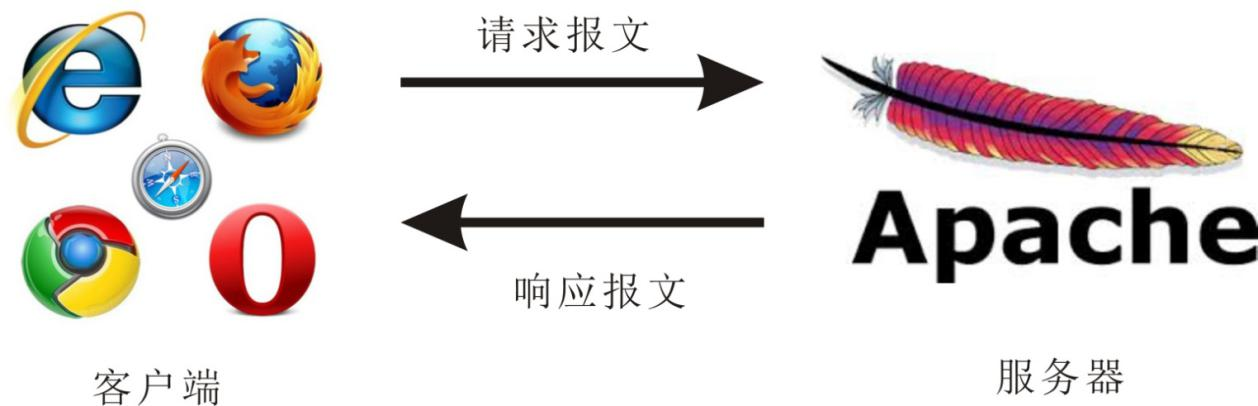 请求报文
Apache
响应报文
客户端
服务器